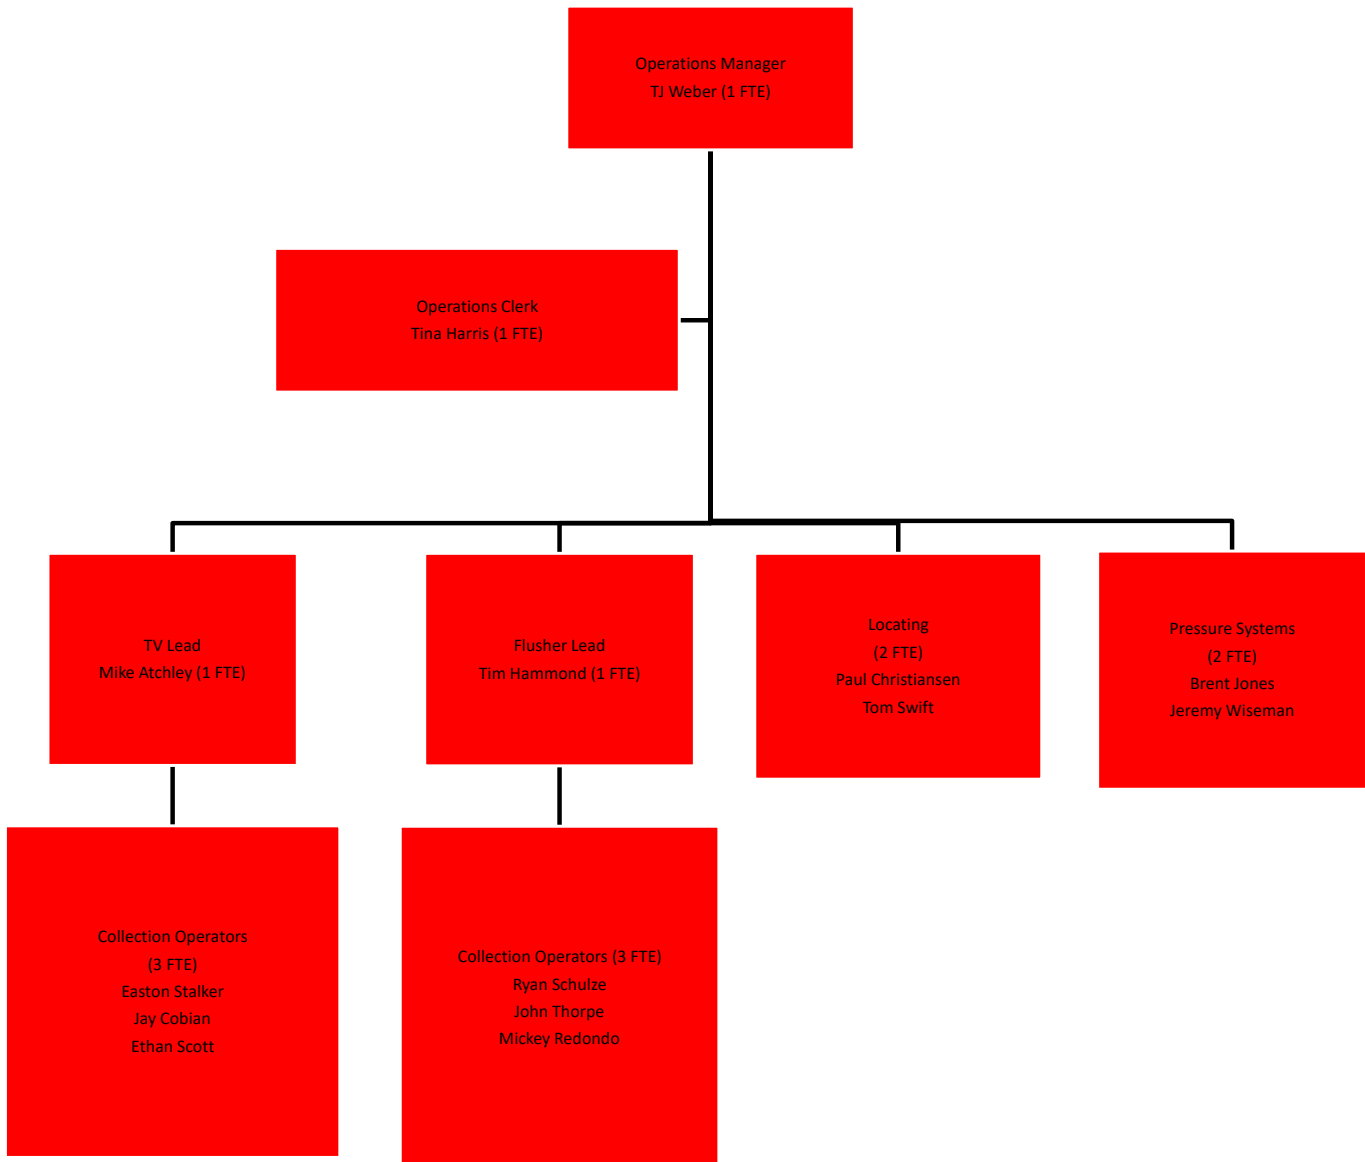 Operations Manager
TJ Weber (1 FTE)
Operations Clerk
Tina Harris (1 FTE)
TV Lead
Mike Atchley (1 FTE)
Flusher Lead
Tim Hammond (1 FTE)
Locating
(2 FTE)
Paul Christiansen
Tom Swift
Pressure Systems
(2 FTE)
Brent Jones
Jeremy Wiseman
Collection Operators
(3 FTE)
Easton Stalker
Jay Cobian
Ethan Scott
Collection Operators (3 FTE)
Ryan Schulze
John Thorpe
Mickey Redondo